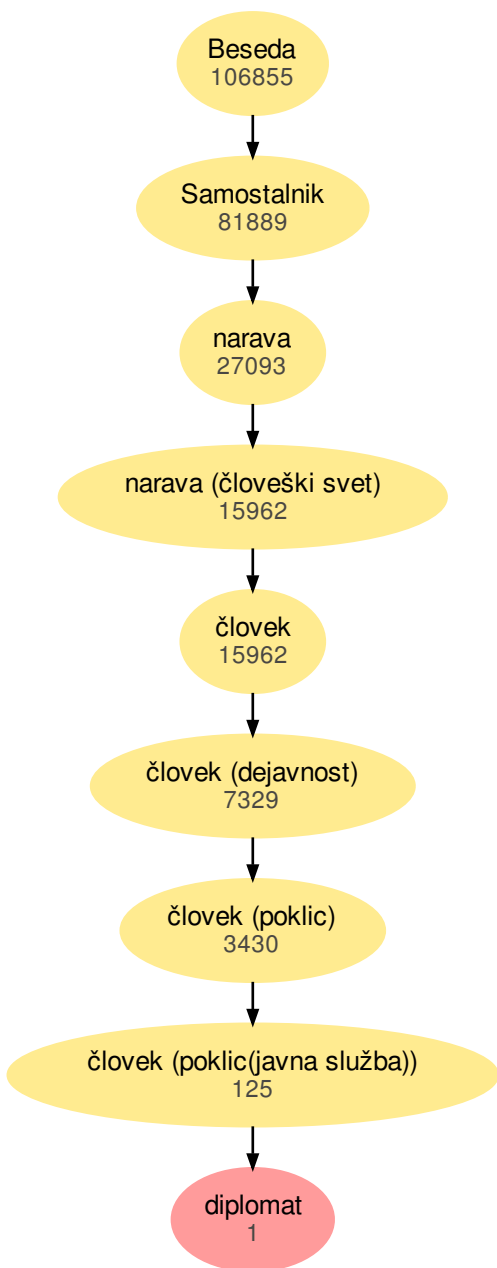 Beseda
106855
Samostalnik
81889
narava
27093
narava (človeški svet)
15962
človek
15962
človek (dejavnost)
7329
človek (poklic)
3430
človek (poklic(javna služba))
125
diplomat
1